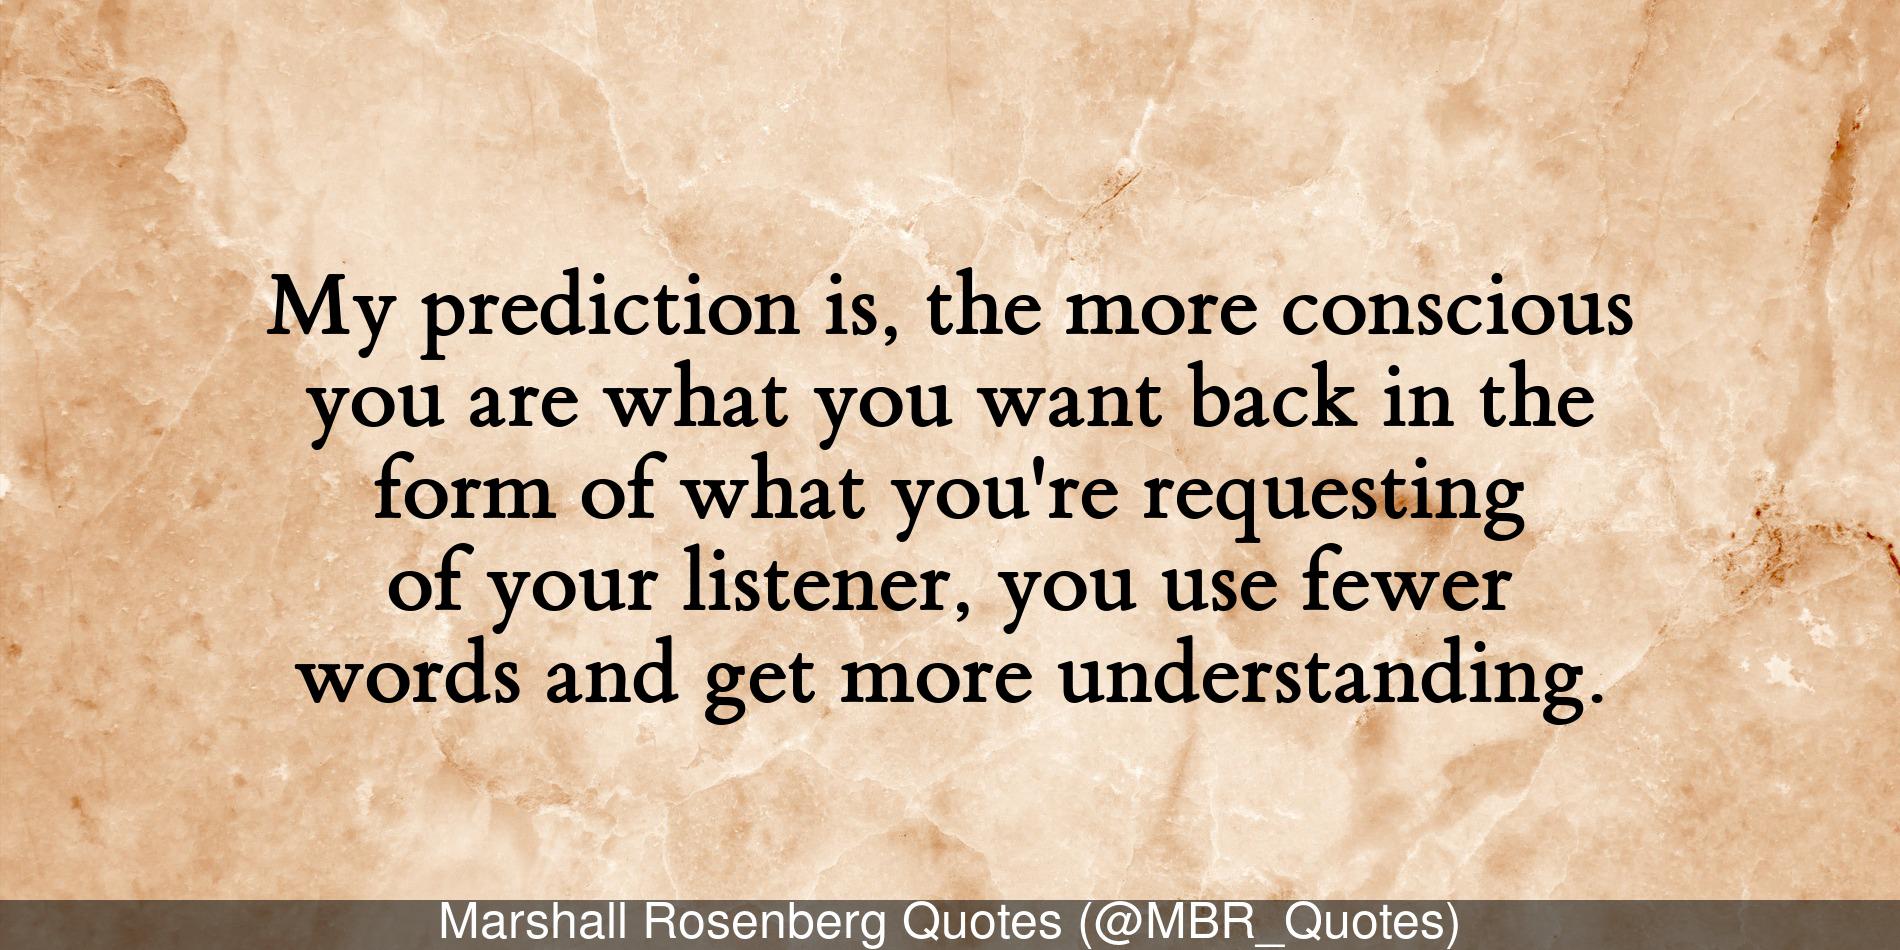 My prediction is, the more conscious
you are what you want back in the
form of what you're requesting
of your listener, you use fewer
words and get more understanding.
Marshall Rosenberg Quotes (@MBR_Quotes)